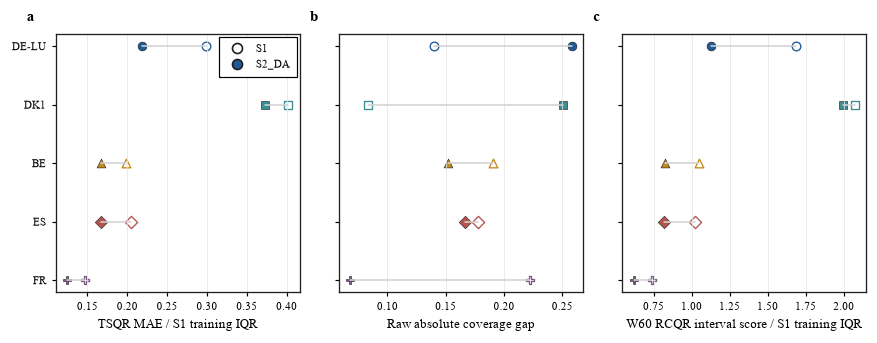 a
b
c
DE-LU
DK1
BE
ES
FR
S1
S2_DA
0.15 0.20 0.25 0.30 0.35 0.40
TSQR MAE / S1 training IQR
0.10 0.15 0.20 0.25
Raw absolute coverage gap
0.75 1.00 1.25 1.50 1.75 2.00
W60 RCQR interval score / S1 training IQR